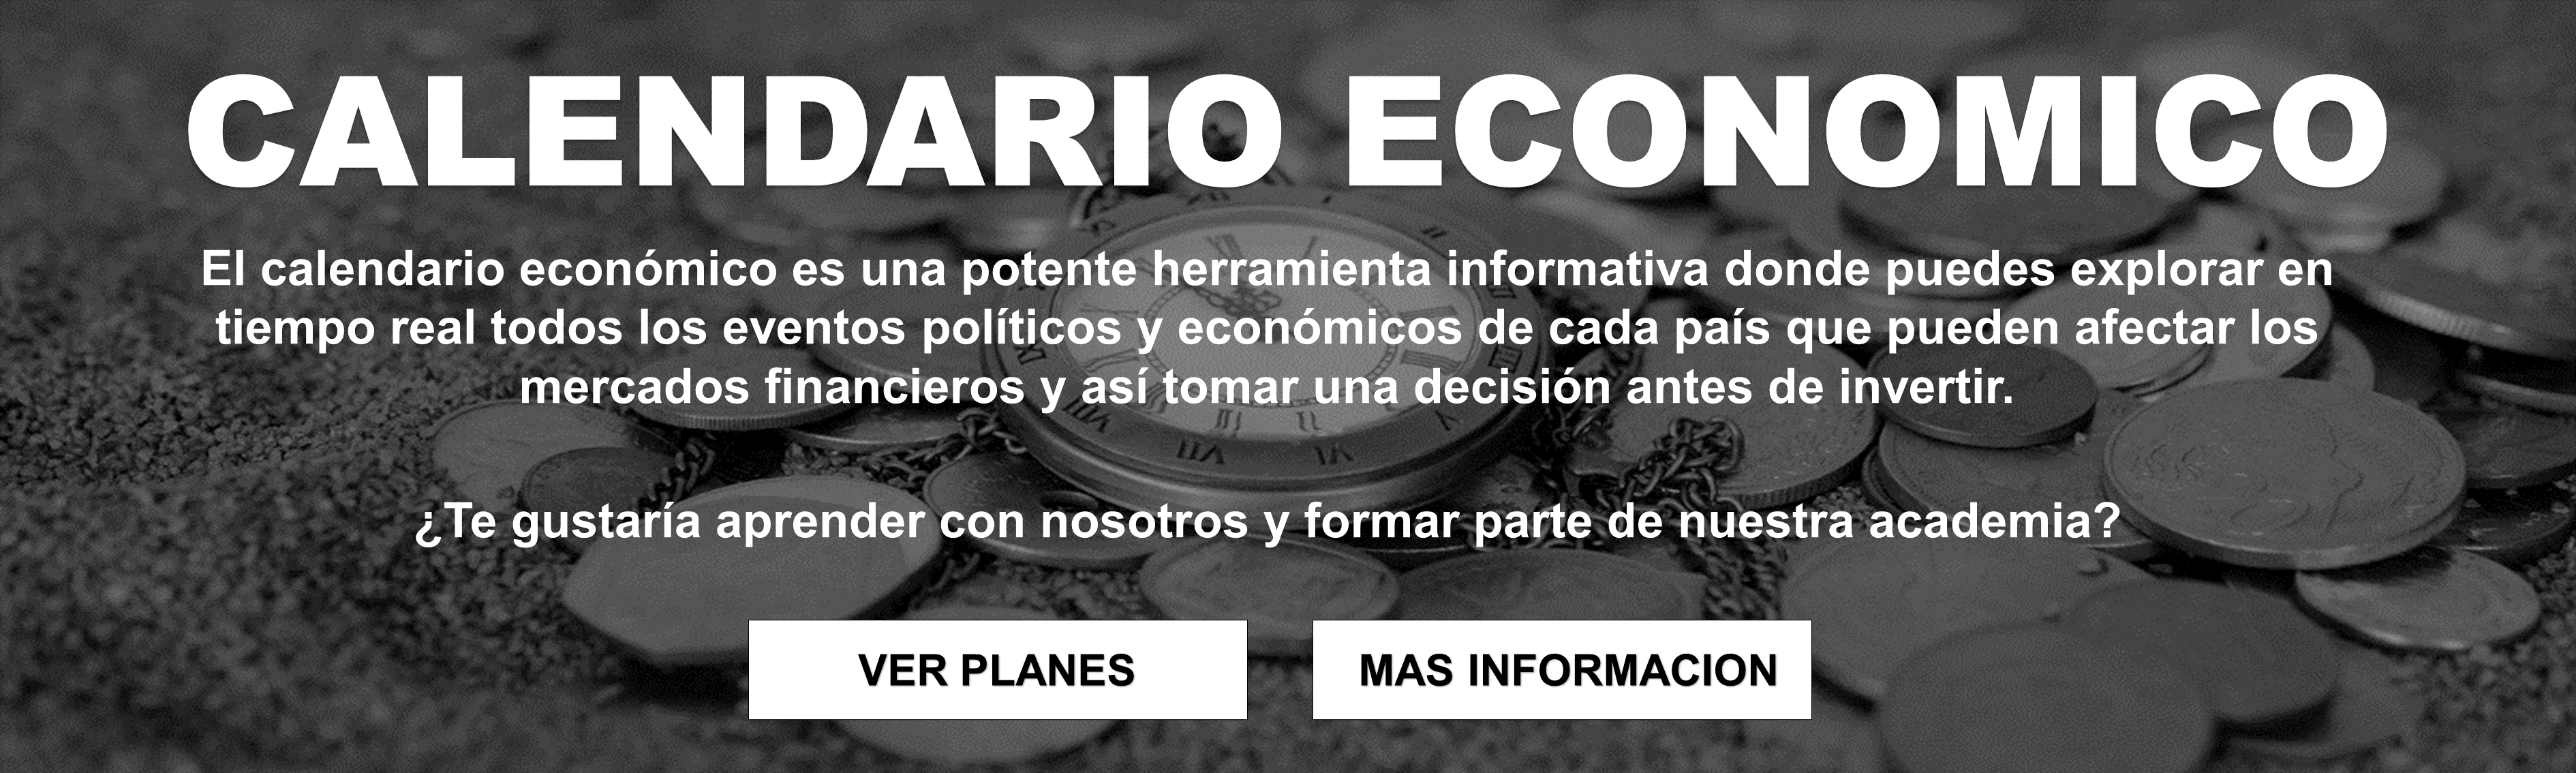 CALENDARIO ECONOMICO
El calendario económico es una potente herramienta informativa donde puedes explorar en
tiempo real todos los eventos políticos y económicos de cada país que pueden afectar los
mercados financieros y así tomar una decisión antes de invertir.
¿Te gustaría aprender con nosotros y formar parte de nuestra academia?
VER PLANES
MAS INFORMACION